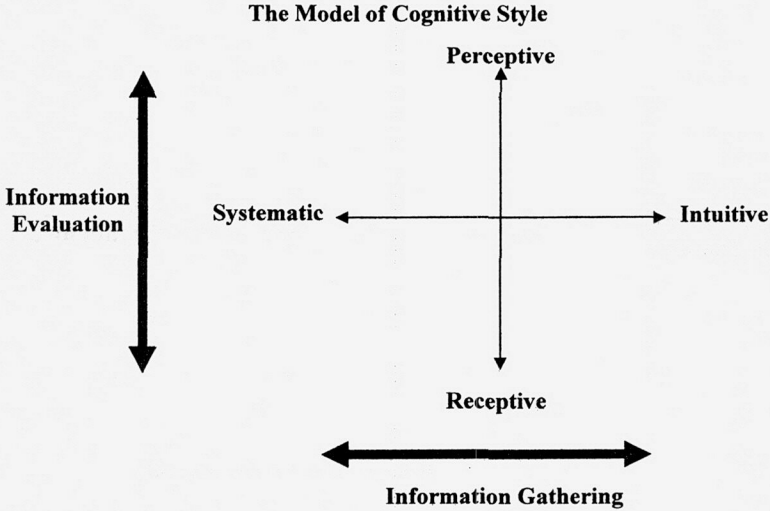 The Model of Cognitive Style
Perceptive
Information
Evaluation
Systematic
Intuitive
Receptive
Information Gathering